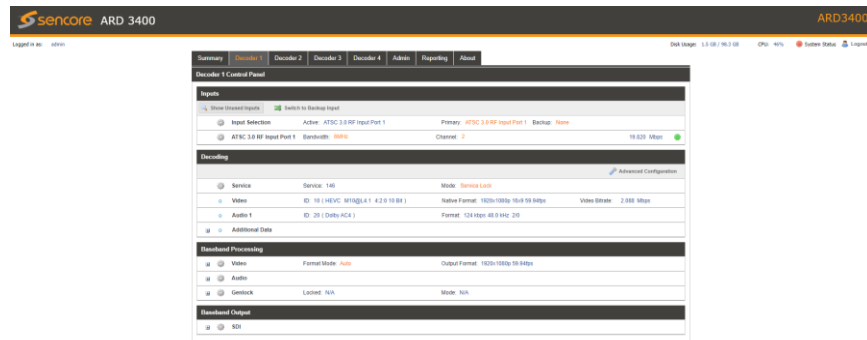 sencore ARD 3400
ARD3400
Logged in as: admin
Disk Usage: 1.0 GB / 96.3 GB CPU: 46% System Status Logout
Summary Decoder 1 Decoder 2 Decoder 3 Decoder 4 Admin Reporting About
Decoder 1 Control Panel
Inputs
Show Unused Inputs Switch to Backup Input
Input Selection Active: ATSC 3.0 RF Input Port 1 Primary: ATSC 3.0 RF Input Port 1 Backup: None
ATSC 3.0 RF Input Port 1 Bandwidth: 6MHz Channel: 2 19.020 Mbps
Decoding
Advanced Configuration
Service Service: 146 Mode: Service Lock
Video ID: 10 ( HEVC M10@L4.1 4:2:0 10 Bit ) Native Format: 1920x1080p 16x9 59.94fps Video Bitrate: 2.088 Mbps
Audio 1 ID: 20 ( Dolby AC4 ) Format: 124 kbps 48.0 kHz 2/0
Additional Data
Baseband Processing
Video Format Mode: Auto Output Format: 1920x1080p 59.94fps
Audio
Genlock Locked: N/A Mode: N/A
Baseband Output
SDI